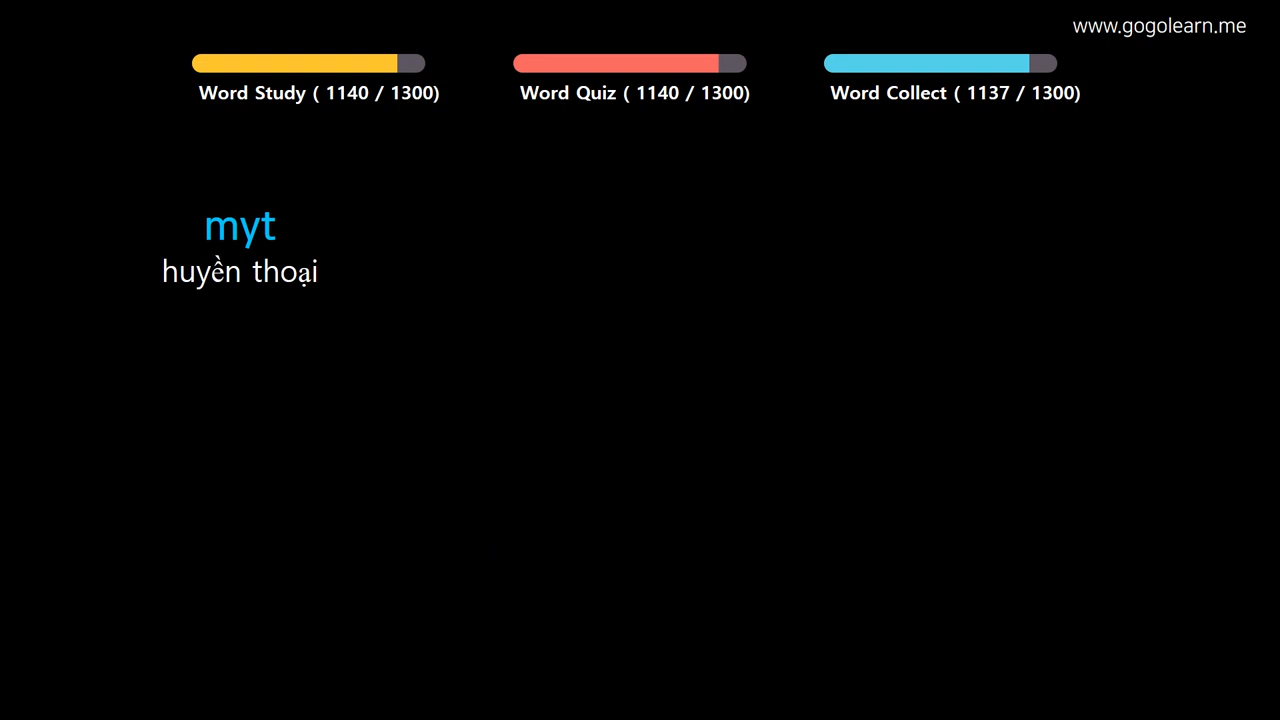 www.gogolearn.me
Word Study ( 1140 / 1300)
Word Quiz ( 1140 / 1300)
Word Collect ( 1137 / 1300)
myt
huyền thoại